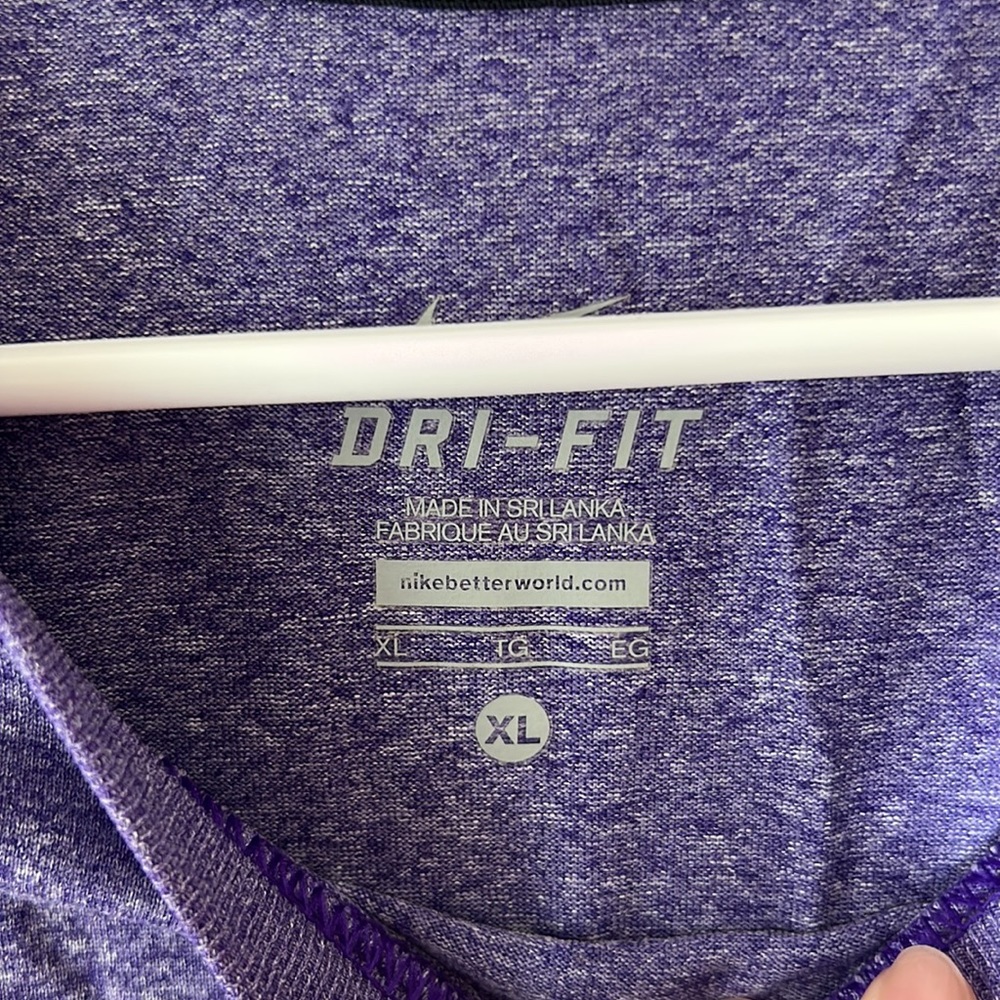 DRI-FIT
MADE IN SRI LANKA
FABRIQUE AU SRI LANKA
nikebetterworld.com
XL TG EG
XL